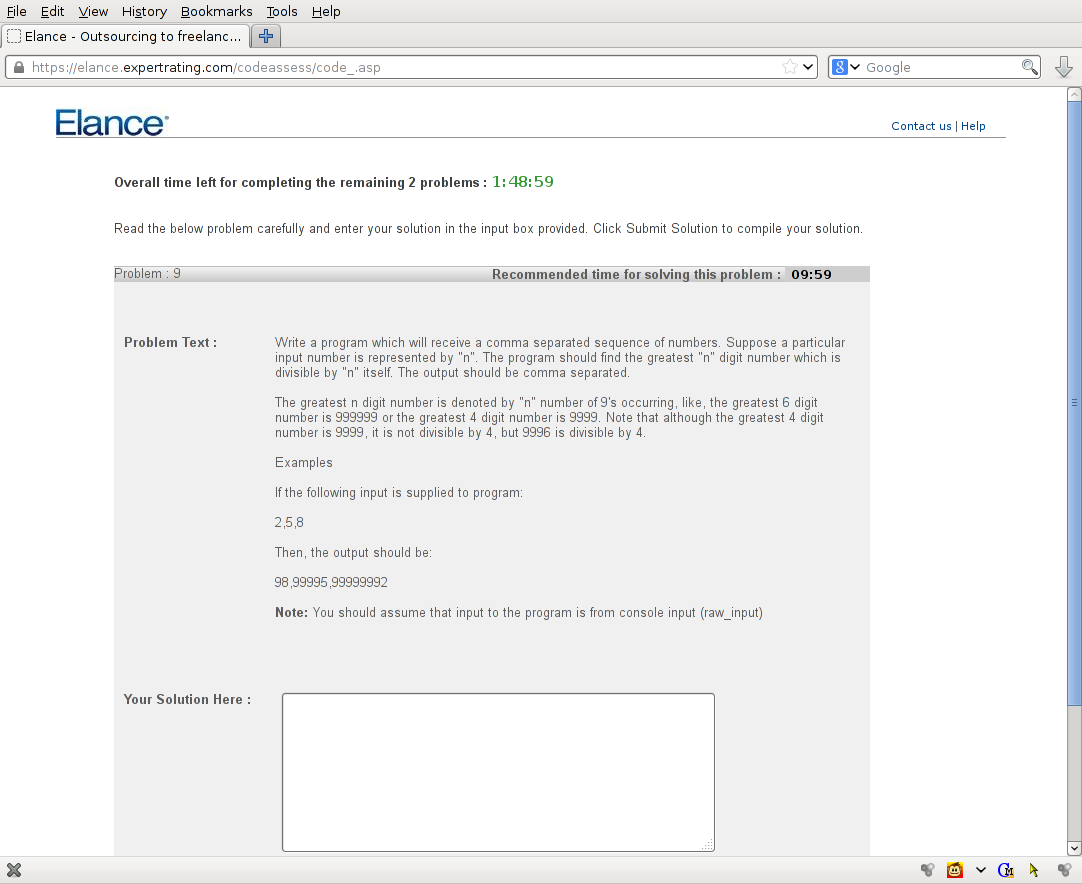 File Edit View History Bookmarks Tools Help
Elance - Outsourcing to freelanc...
https://elance.expertrating.com/codeassess/code_.asp
8 Google
Elance
Contact us | Help
Overall time left for completing the remaining 2 problems : 1:48:59
Read the below problem carefully and enter your solution in the input box provided. Click Submit Solution to compile your solution.
Problem : 9 Recommended time for solving this problem : 09:59
Problem Text :
Write a program which will receive a comma separated sequence of numbers. Suppose a particular
input number is represented by "n". The program should find the greatest "n" digit number which is
divisible by "n" itself. The output should be comma separated.
The greatest n digit number is denoted by "n" number of 9's occurring, like, the greatest 6 digit
number is 999999 or the greatest 4 digit number is 9999. Note that although the greatest 4 digit
number is 9999, it is not divisible by 4, but 9996 is divisible by 4.
Examples
If the following input is supplied to program:
2,5,8
Then, the output should be:
98,99995,99999992
Note: You should assume that input to the program is from console input (raw_input)
Your Solution Here :